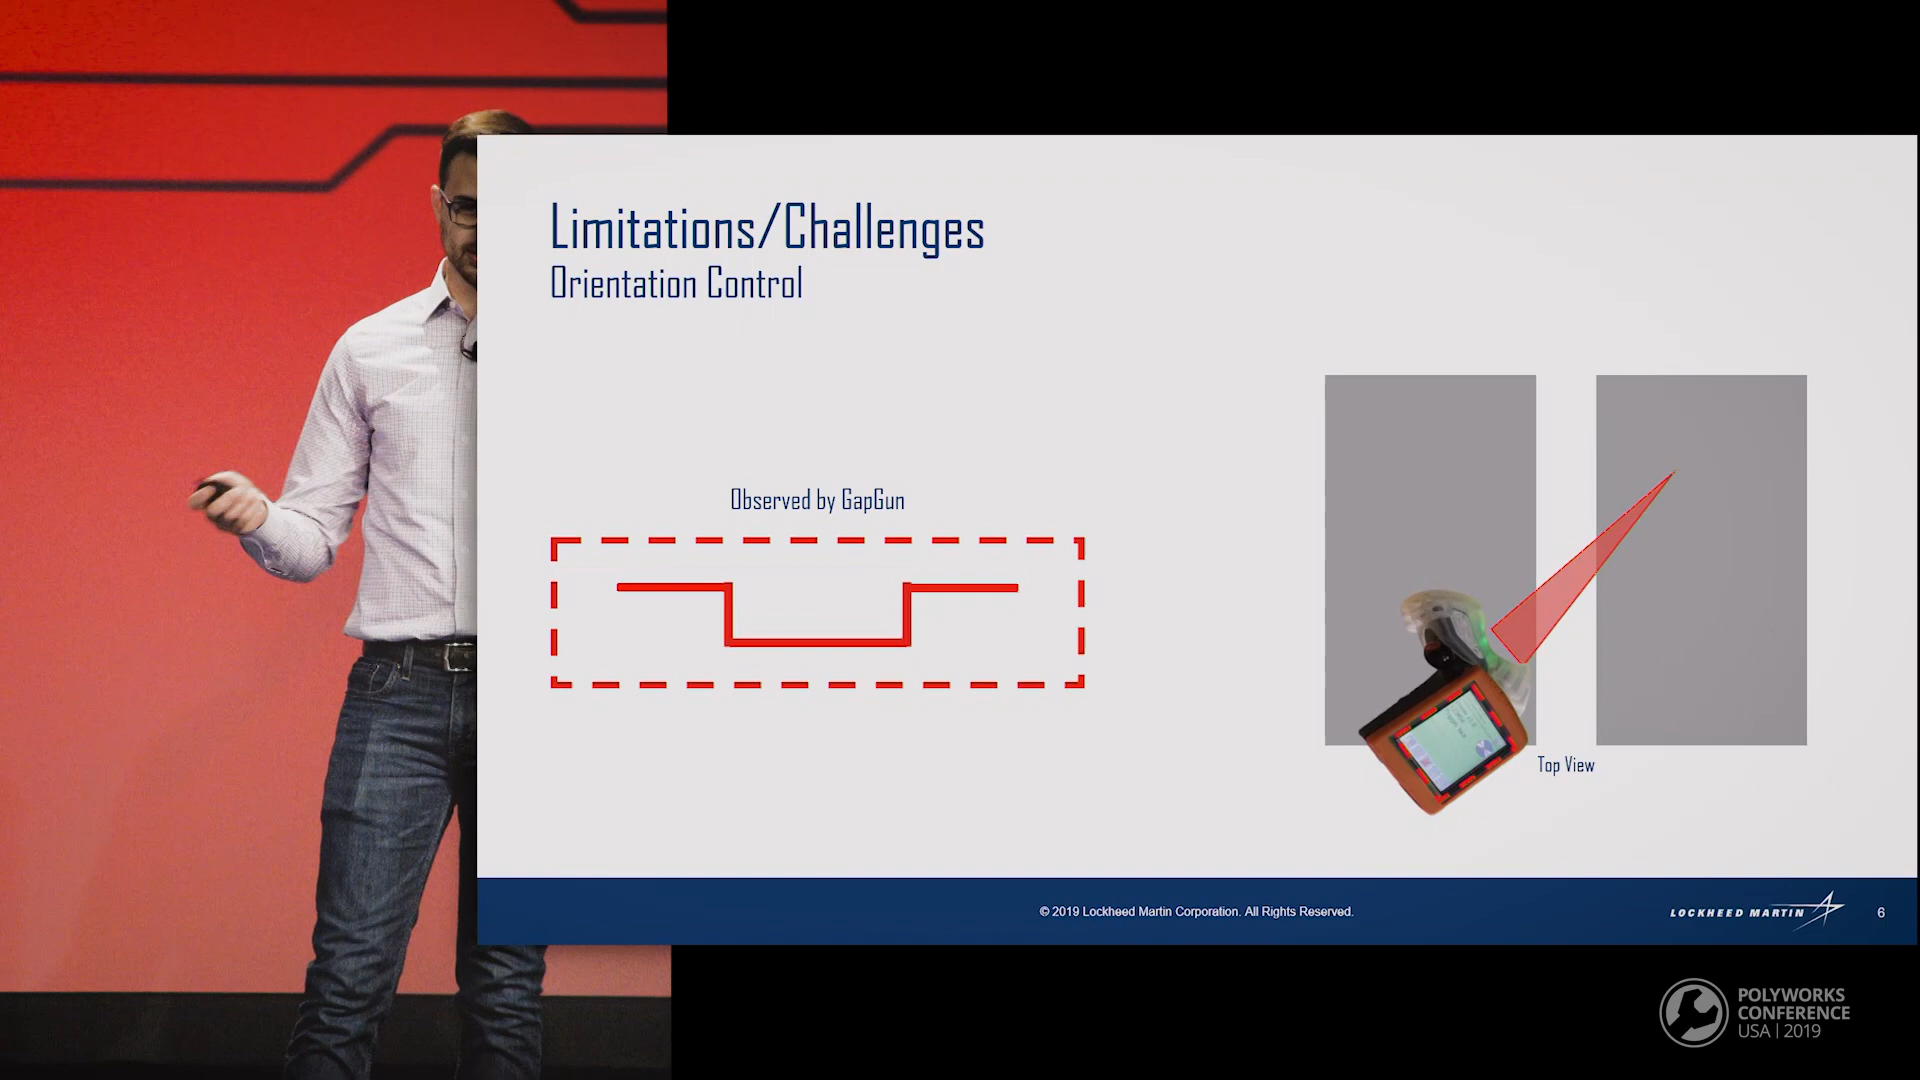 Limitations/Challenges
Orientation Control
Observed by GapGun
Top View
© 2019 Lockheed Martin Corporation. All Rights Reserved.
LOCKHEED MARTIN
6
POLYWORKS
CONFERENCE
USA | 2019